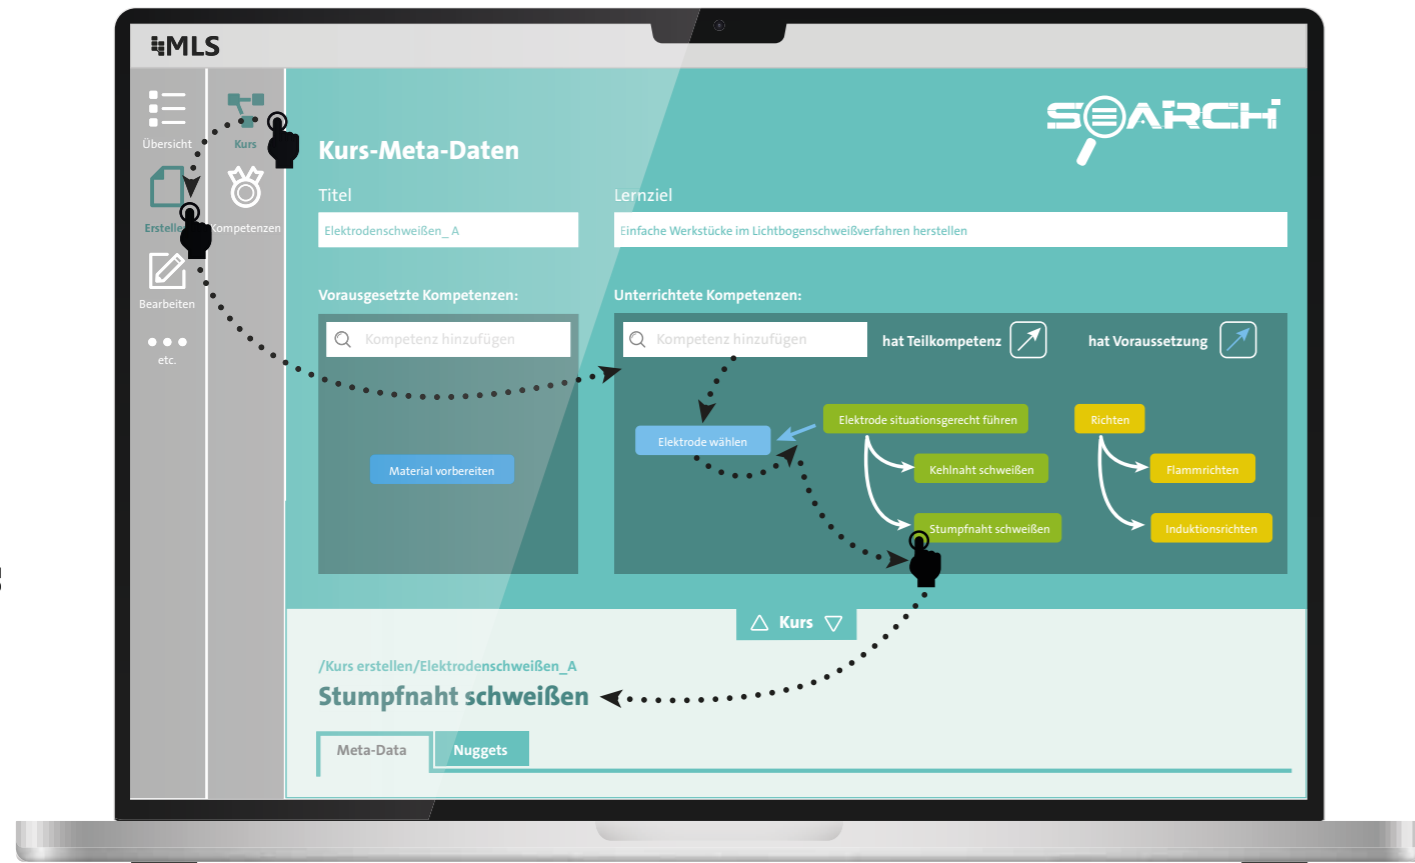 MLS
Übersicht
Kurs
Erstelle
Kompetenzen
Bearbeiten
etc.
SEARCH
Kurs-Meta-Daten
Titel
Lernziel
Elektrodenschweißen_ A
Einfache Werkstücke im Lichtbogenschweißverfahren herstellen
Vorausgesetzte Kompetenzen:
Unterrichtete Kompetenzen:
Kompetenz hinzufügen
Kompetenz hinzufügen
hat Teilkompetenz
hat Voraussetzung
Material vorbereiten
Elektrode wählen
Elektrode situationsgerecht führen
Kehlnaht schweißen
Stumpfnaht schweißen
Richten
Flammrichten
Induktionsrichten
Kurs
/Kurs erstellen/Elektrodenschweißen_A
Stumpfnaht schweißen
Meta-Data
Nuggets